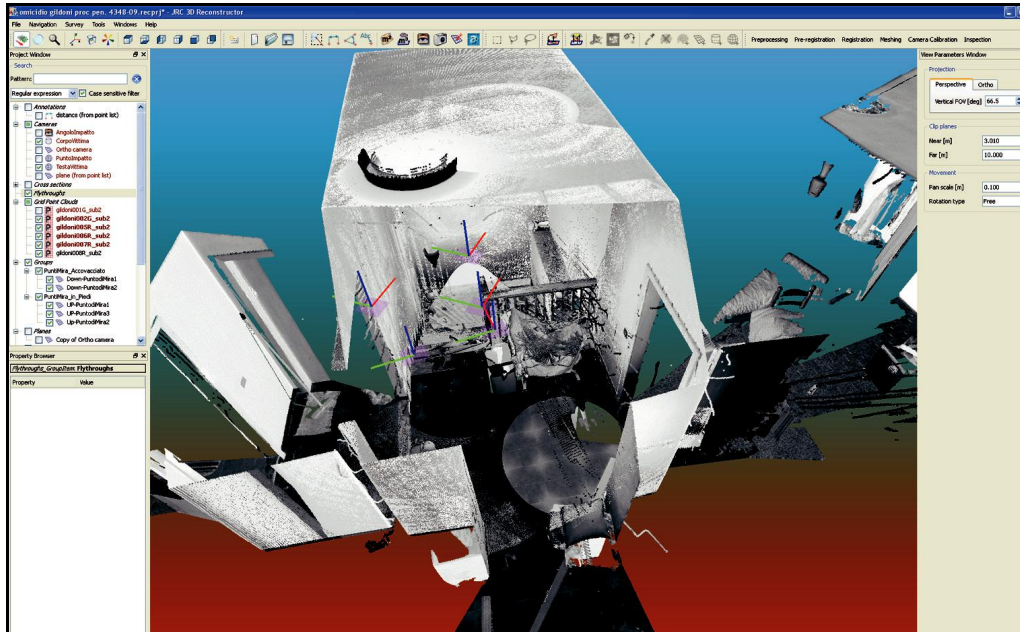 omicidio gildoni proc pen. 4348-09.recprj* - JRC 3D Reconstructor
File Navigation Survey Tools Windows Help
Preprocessing Pre-registration Registration Meshing Camera Calibration Inspection
Project Window
Search
Pattern:
Regular expression Case sensitive filter
Annotations
distance (from point list)
Cameras
AngoloImpatto
CorpoVittima
Ortho camera
PuntoImpatto
TestaVittima
plane (from point list)
Cross sections
Flythroughs
Grid Point Clouds
gildoni001G_sub2
gildoni002G_sub2
gildoni005R_sub2
gildoni006R_sub2
gildoni007R_sub2
gildoni008R_sub2
Groups
PuntiMira_Accovacciato
Down-PuntodiMira1
Down-PuntodiMira2
PuntiMira_in_Piedi
UP-PuntodiMira1
UP-PuntodiMira3
Up-PuntodiMira2
Planes
Copy of Ortho camera
Property Browser
Flythroughs_GroupItem: Flythroughs
Property Value
View Parameters Window
Projection
Perspective Ortho
Vertical FOV [deg] 66.5
Clip planes
Near [m] 3.010
Far [m] 10.000
Movement
Pan scale [m] 0.100
Rotation type Free